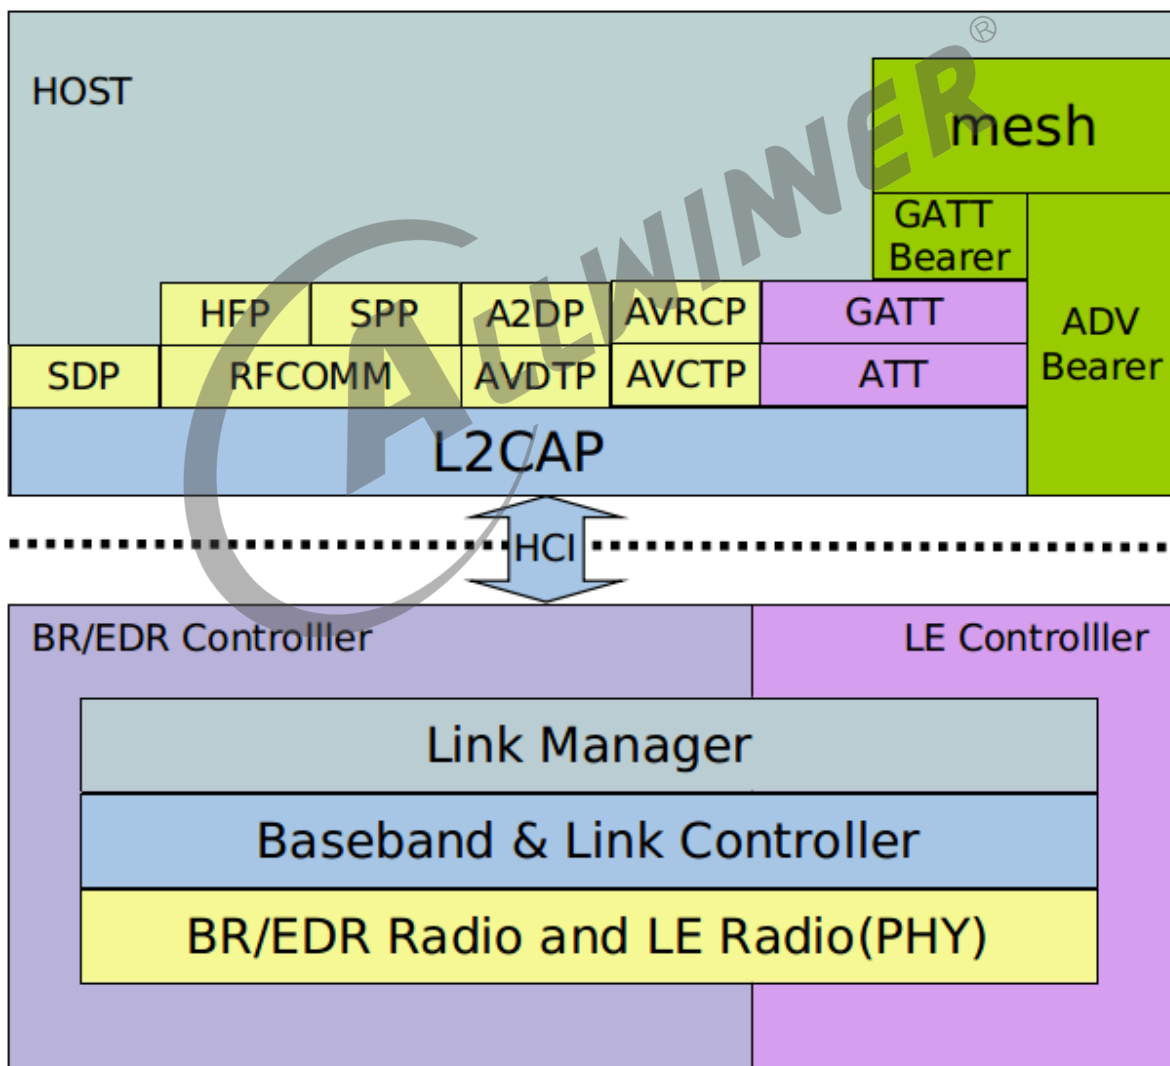 HOST
ALLWINNER®
mesh
GATT
Bearer
ADV
Bearer
HFP SPP A2DP AVRCP GATT
SDP RFCOMM AVDTP AVCTP ATT
L2CAP
HCI
BR/EDR Controlller LE Controlller
Link Manager
Baseband & Link Controller
BR/EDR Radio and LE Radio(PHY)